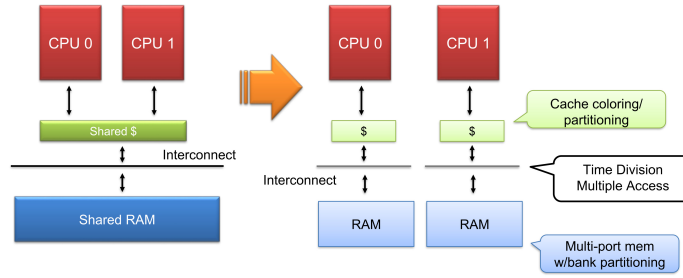 CPU 0
CPU 1
Shared $
Interconnect
Shared RAM
CPU 0
CPU 1
$
$
Interconnect
RAM
RAM
Cache coloring/
partitioning
Time Division
Multiple Access
Multi-port mem
w/bank partitioning